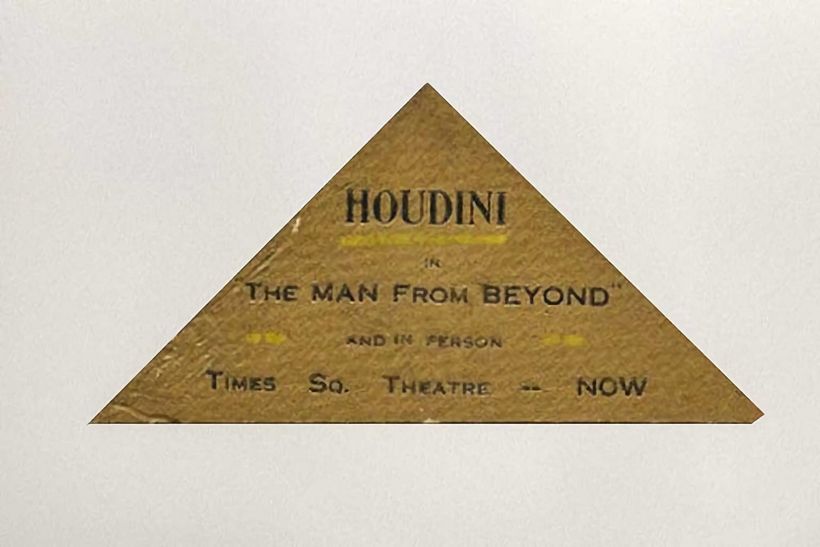 HOUDINI
IN
"THE MAN FROM BEYOND"
AND IN PERSON
TIMES SQ. THEATRE -- NOW